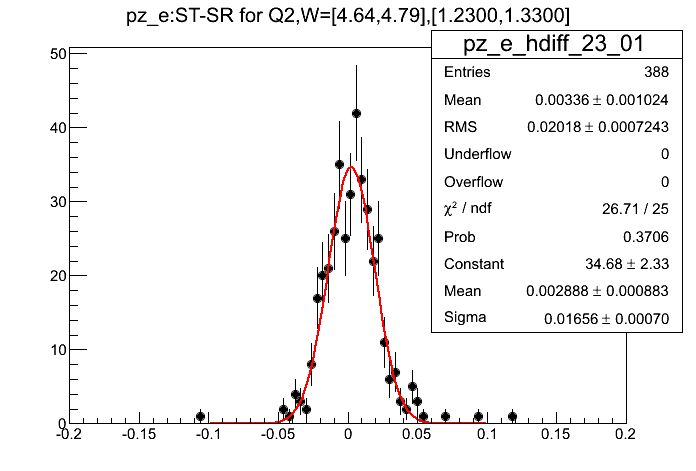 pz_e:ST-SR for Q2,W=[4.64,4.79],[1.2300,1.3300]
pz_e_hdiff_23_01
Entries 388
Mean 0.00336 ± 0.001024
RMS 0.02018 ± 0.0007243
Underflow 0
Overflow 0
χ² / ndf 26.71 / 25
Prob 0.3706
Constant 34.68 ± 2.33
Mean 0.002888 ± 0.000883
Sigma 0.01656 ± 0.00070
50
40
30
20
10
0
-0.2 -0.15 -0.1 -0.05 0 0.05 0.1 0.15 0.2